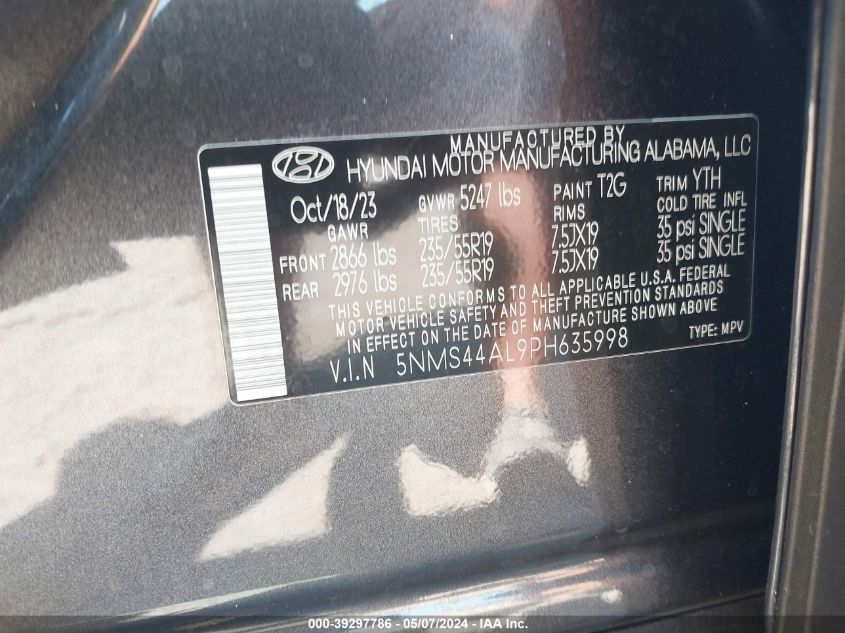 MANUFACTURED BY
HYUNDAI MOTOR MANUFACTURING ALABAMA, LLC
Oct/18/23 GVWR 5247 lbs PAINT T2G TRIM YTH
GAWR TIRES RIMS COLD TIRE INFL
FRONT 2866 lbs 235/55R19 7.5JX19 35 psi SINGLE
REAR 2976 lbs 235/55R19 7.5JX19 35 psi SINGLE
THIS VEHICLE CONFORMS TO ALL APPLICABLE U.S.A. FEDERAL
MOTOR VEHICLE SAFETY AND THEFT PREVENTION STANDARDS
IN EFFECT ON THE DATE OF MANUFACTURE SHOWN ABOVE
V.I.N 5NMS44AL9PH635998 TYPE: MPV
000-39297786 - 05/07/2024 - IAA Inc.